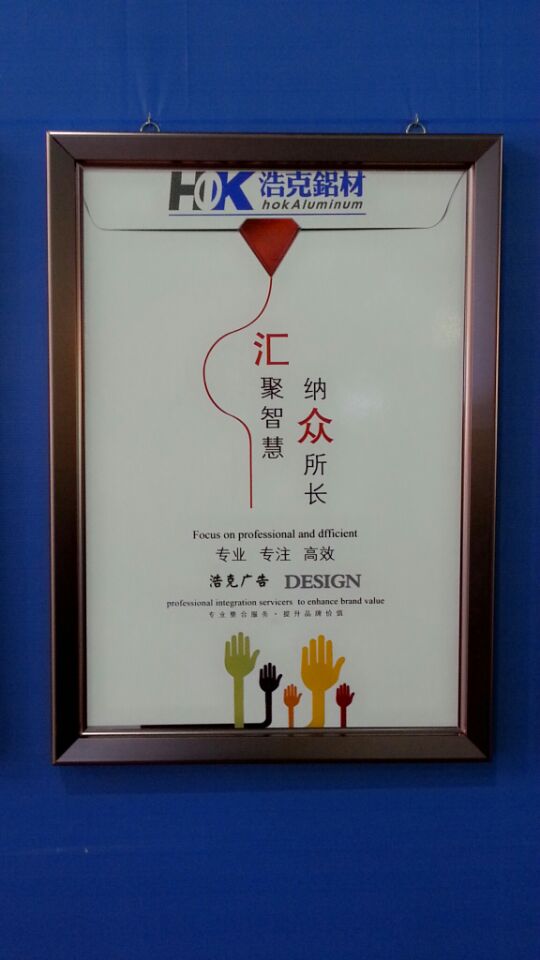 HOK 浩克鋁材
hokAluminum
汇聚智慧
纳众所长
Focus on professional and dfficient
专业 专注 高效
浩克广告 DESIGN
professional integration servicers to enhance brand value
专业整合服务·提升品牌价值